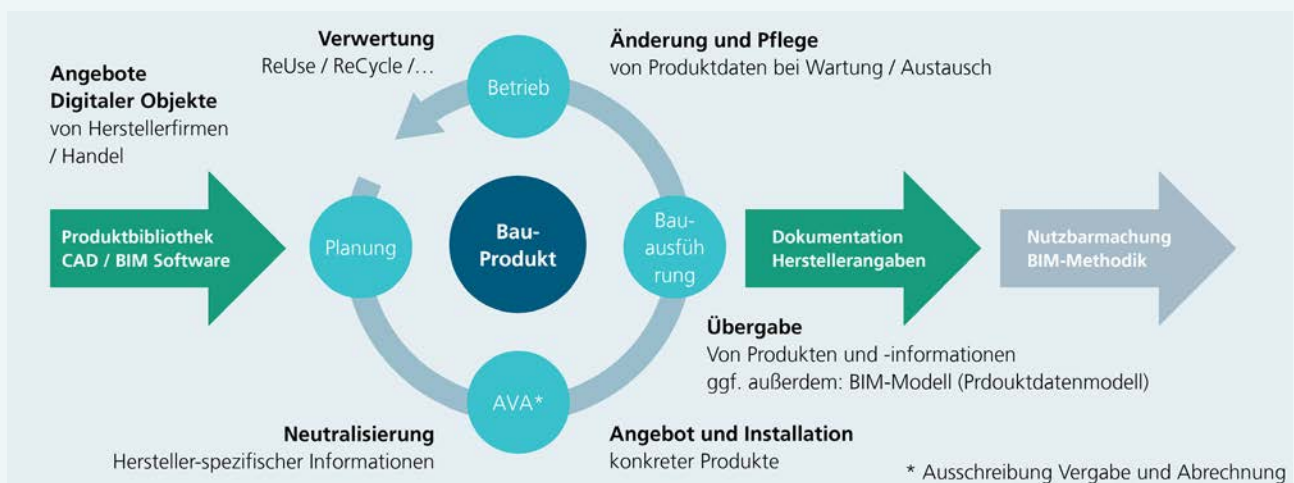 Verwertung
ReUse / ReCycle /...
Änderung und Pflege
von Produktdaten bei Wartung / Austausch
Angebote
Digitaler Objekte
von Herstellerfirmen
/ Handel
Betrieb
Produktbibliothek
CAD / BIM Software
Planung
Bau-
Produkt
Bau-
ausfüh
rung
Dokumentation
Herstellerangaben
Nutzbarmachung
BIM-Methodik
Übergabe
Von Produkten und -informationen
ggf. außerdem: BIM-Modell (Prdouktdatenmodell)
AVA*
Neutralisierung
Hersteller-spezifischer Informationen
Angebot und Installation
konkreter Produkte
* Ausschreibung Vergabe und Abrechnung